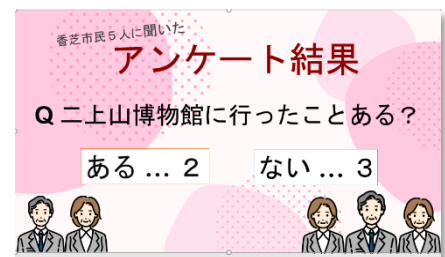 香芝市民5人に聞いた
アンケート結果
Q 二上山博物館に行ったことある？
ある … 2
ない … 3